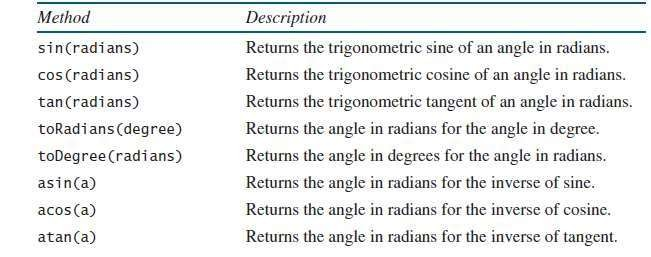 Method Description
sin(radians) Returns the trigonometric sine of an angle in radians.
cos(radians) Returns the trigonometric cosine of an angle in radians.
tan(radians) Returns the trigonometric tangent of an angle in radians.
toRadians(degree) Returns the angle in radians for the angle in degree.
toDegree(radians) Returns the angle in degrees for the angle in radians.
asin(a) Returns the angle in radians for the inverse of sine.
acos(a) Returns the angle in radians for the inverse of cosine.
atan(a) Returns the angle in radians for the inverse of tangent.